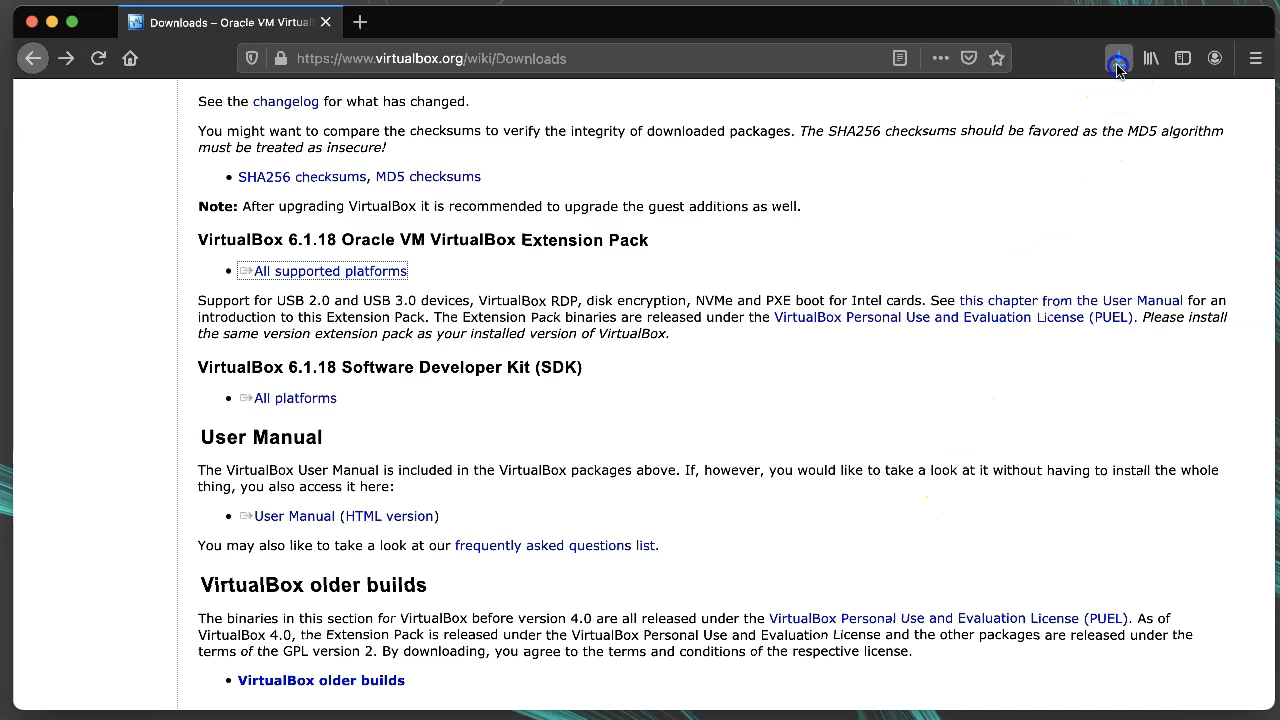 Downloads – Oracle VM Virtual
https://www.virtualbox.org/wiki/Downloads
See the changelog for what has changed.
You might want to compare the checksums to verify the integrity of downloaded packages. The SHA256 checksums should be favored as the MD5 algorithm
must be treated as insecure!
• SHA256 checksums, MD5 checksums
Note: After upgrading VirtualBox it is recommended to upgrade the guest additions as well.
VirtualBox 6.1.18 Oracle VM VirtualBox Extension Pack
• All supported platforms
Support for USB 2.0 and USB 3.0 devices, VirtualBox RDP, disk encryption, NVMe and PXE boot for Intel cards. See this chapter from the User Manual for an
introduction to this Extension Pack. The Extension Pack binaries are released under the VirtualBox Personal Use and Evaluation License (PUEL). Please install
the same version extension pack as your installed version of VirtualBox.
VirtualBox 6.1.18 Software Developer Kit (SDK)
• All platforms
User Manual
The VirtualBox User Manual is included in the VirtualBox packages above. If, however, you would like to take a look at it without having to install the whole
thing, you also access it here:
• User Manual (HTML version)
You may also like to take a look at our frequently asked questions list.
VirtualBox older builds
The binaries in this section for VirtualBox before version 4.0 are all released under the VirtualBox Personal Use and Evaluation License (PUEL). As of
VirtualBox 4.0, the Extension Pack is released under the VirtualBox Personal Use and Evaluation License and the other packages are released under the
terms of the GPL version 2. By downloading, you agree to the terms and conditions of the respective license.
• VirtualBox older builds